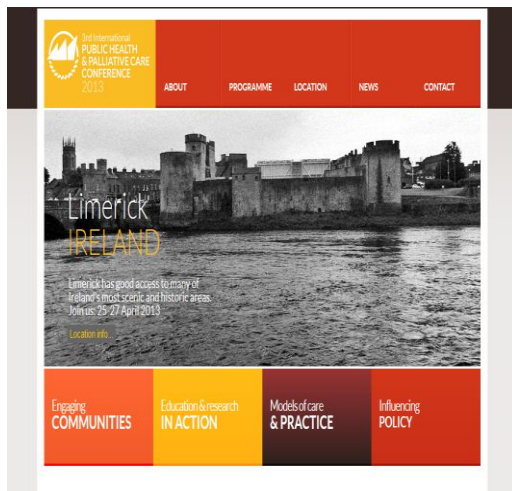 3rd International
PUBLIC HEALTH
& PALLIATIVE CARE
CONFERENCE
2013
ABOUT
PROGRAMME
LOCATION
NEWS
CONTACT
Limerick
IRELAND
Limerick has good access to many of
Ireland's most scenic and historic areas.
Join us: 25-27 April 2013
Location info...
Engaging
COMMUNITIES
Education & research
IN ACTION
Models of care
& PRACTICE
Influencing
POLICY